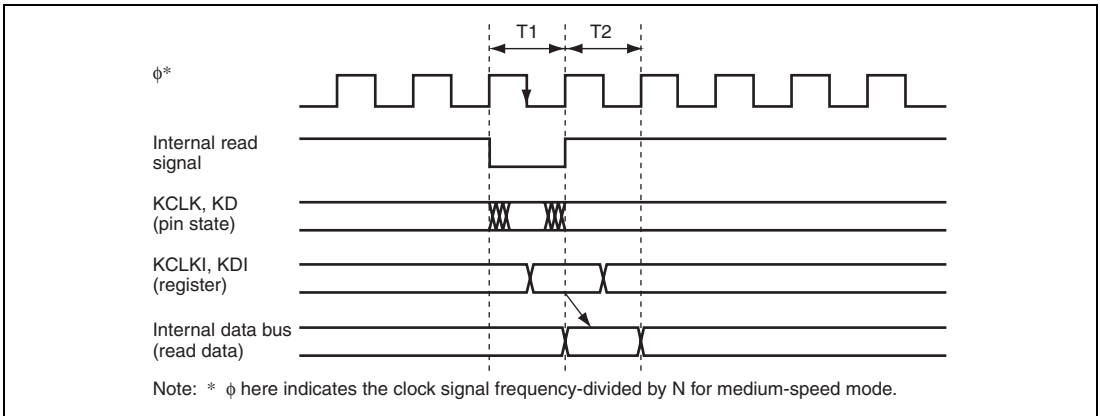 T1 T2
φ*
Internal read
signal
KCLK, KD
(pin state)
KCLKI, KDI
(register)
Internal data bus
(read data)
Note: * φ here indicates the clock signal frequency-divided by N for medium-speed mode.